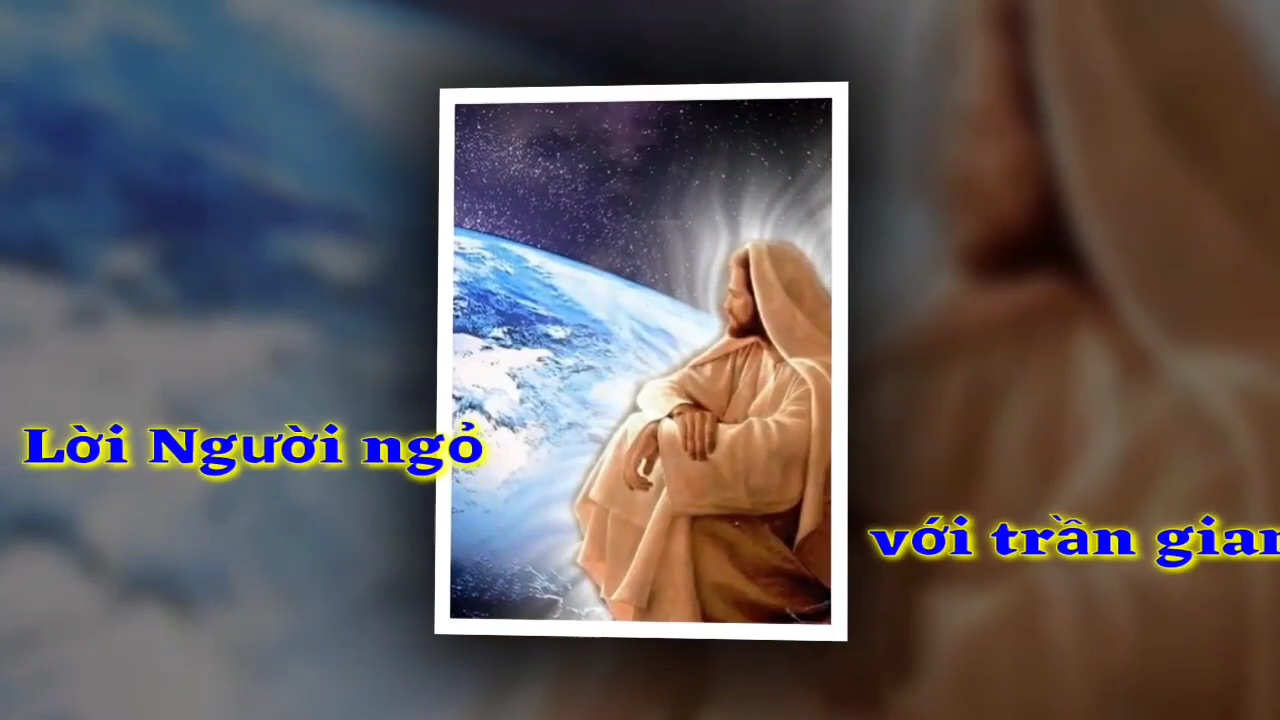 Lời Người ngỏ
với trần gian